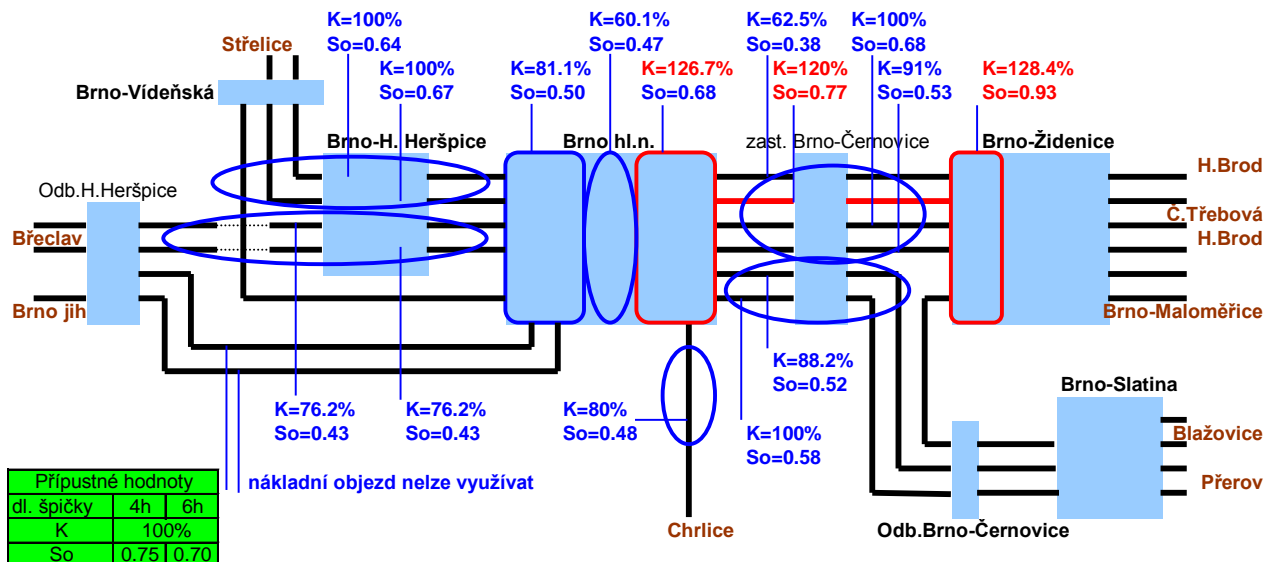 K=100%
So=0.64
K=60.1%
So=0.47
K=62.5%
So=0.38
K=100%
So=0.68
Střelice
K=100%
So=0.67
K=81.1%
So=0.50
K=126.7%
So=0.68
K=120%
So=0.77
K=91%
So=0.53
K=128.4%
So=0.93
Brno-Vídeňská
Brno-H. Heršpice
Brno hl.n.
zast. Brno-Černovice
Brno-Židenice
Odb.H.Heršpice
H.Brod
Č.Třebová
Břeclav
H.Brod
Brno jih
Brno-Maloměřice
K=88.2%
So=0.52
Brno-Slatina
K=76.2%
So=0.43
K=76.2%
So=0.43
K=80%
So=0.48
K=100%
So=0.58
Blažovice
nákladní objezd nelze využívat
Přerov
Přípustné hodnoty
dl. špičky 4h 6h
K 100%
So 0.75 0.70
Chrlice
Odb.Brno-Černovice